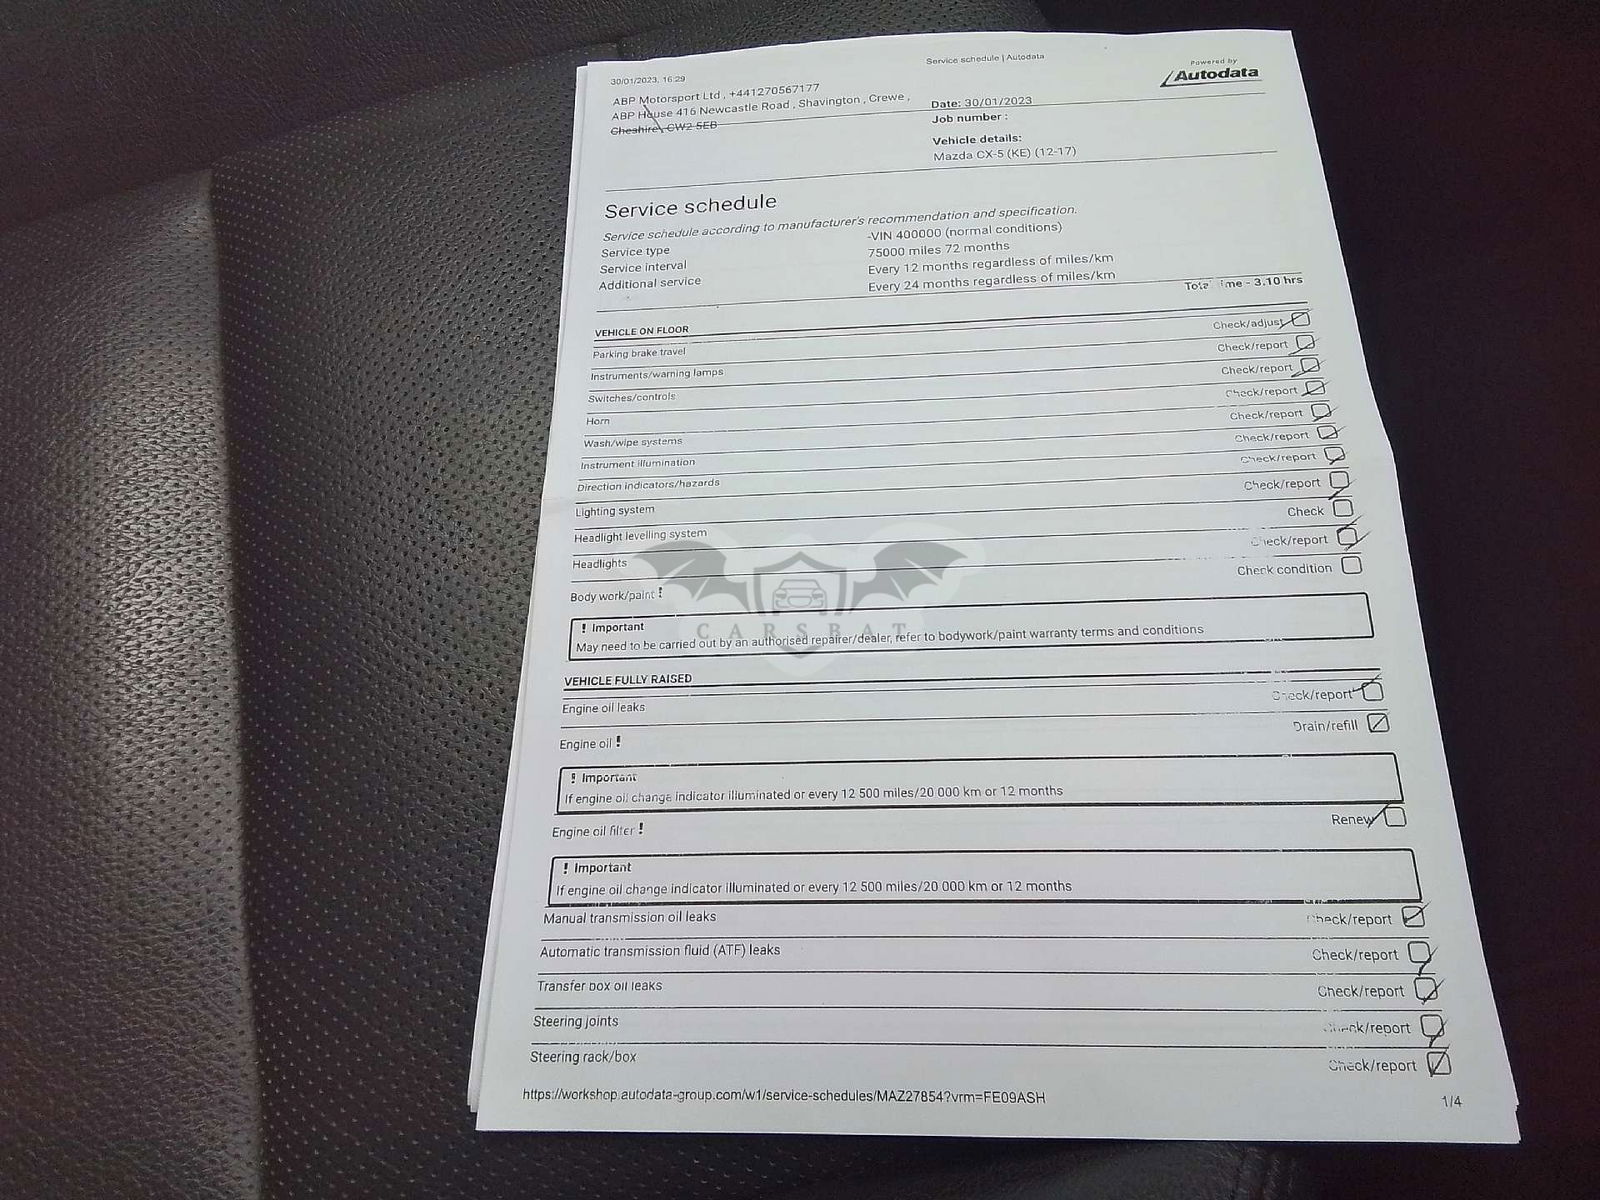 30/01/2023, 16:29
Service schedule | Autodata
Powered by
Autodata
ABP Motorsport Ltd , +441270567177
ABP House 416 Newcastle Road , Shavington , Crewe ,
Cheshire, CW2 5EB
Date: 30/01/2023
Job number :
Vehicle details:
Mazda CX-5 (KE) (12-17)
Service schedule
Service schedule according to manufacturer's recommendation and specification.
Service type -VIN 400000 (normal conditions)
Service interval 75000 miles 72 months
Additional service Every 12 months regardless of miles/km
Every 24 months regardless of miles/km
Total time - 3.10 hrs
VEHICLE ON FLOOR
Parking brake travel Check/adjust
Instruments/warning lamps Check/report
Switches/controls Check/report
Horn Check/report
Wash/wipe systems Check/report
Instrument illumination Check/report
Direction indicators/hazards Check/report
Lighting system Check/report
Headlight levelling system Check
Headlights Check/report
Body work/paint ! Check condition
! Important
May need to be carried out by an authorised repairer/dealer, refer to bodywork/paint warranty terms and conditions
CARSBAT
VEHICLE FULLY RAISED
Engine oil leaks Check/report
Engine oil ! Drain/refill
! Important
If engine oil change indicator illuminated or every 12 500 miles/20 000 km or 12 months
Engine oil filter ! Renew
! Important
If engine oil change indicator illuminated or every 12 500 miles/20 000 km or 12 months
Manual transmission oil leaks Check/report
Automatic transmission fluid (ATF) leaks Check/report
Transfer box oil leaks Check/report
Steering joints Check/report
Steering rack/box Check/report
https://workshop.autodata-group.com/w1/service-schedules/MAZ27854?vrm=FE09ASH
1/4